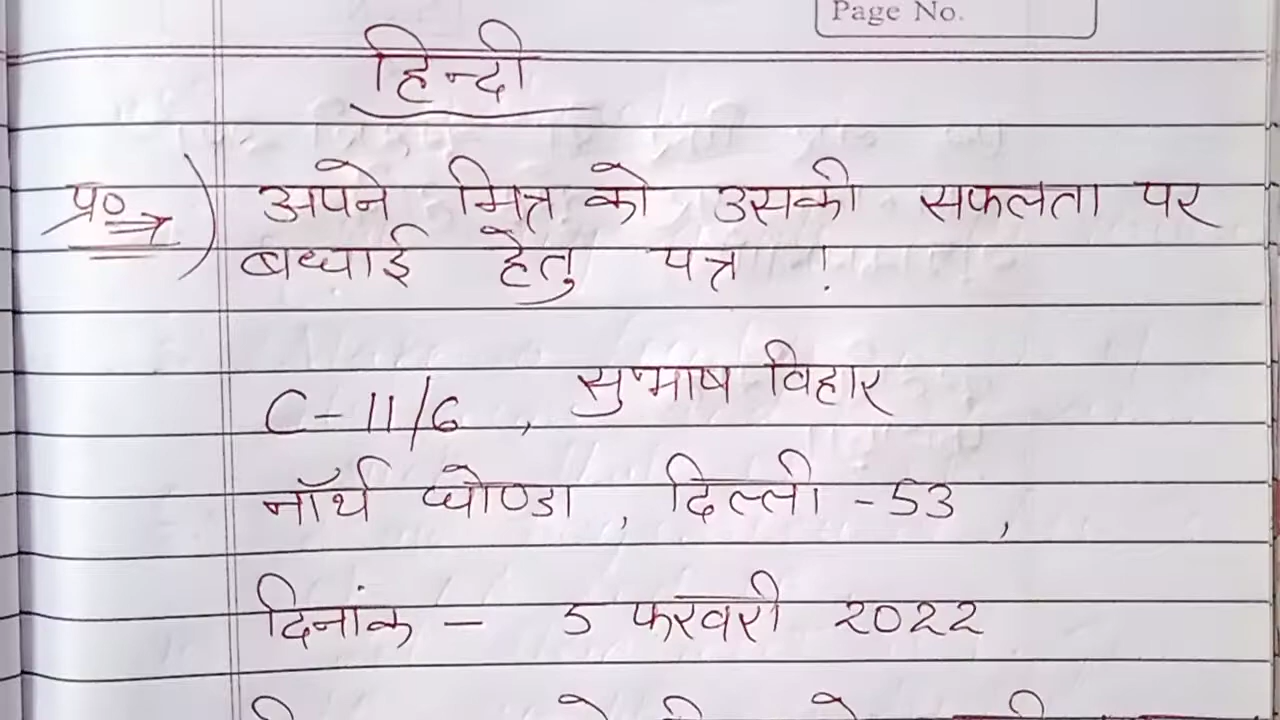 Page No.
हिन्दी
प्र०→) अपने मित्र को उसकी सफलता पर
बधाई हेतु पत्र !
C-11/6 , सुभाष विहार
नॉर्थ घोण्डा , दिल्ली -53 ,
दिनांक - 5 फरवरी 2022